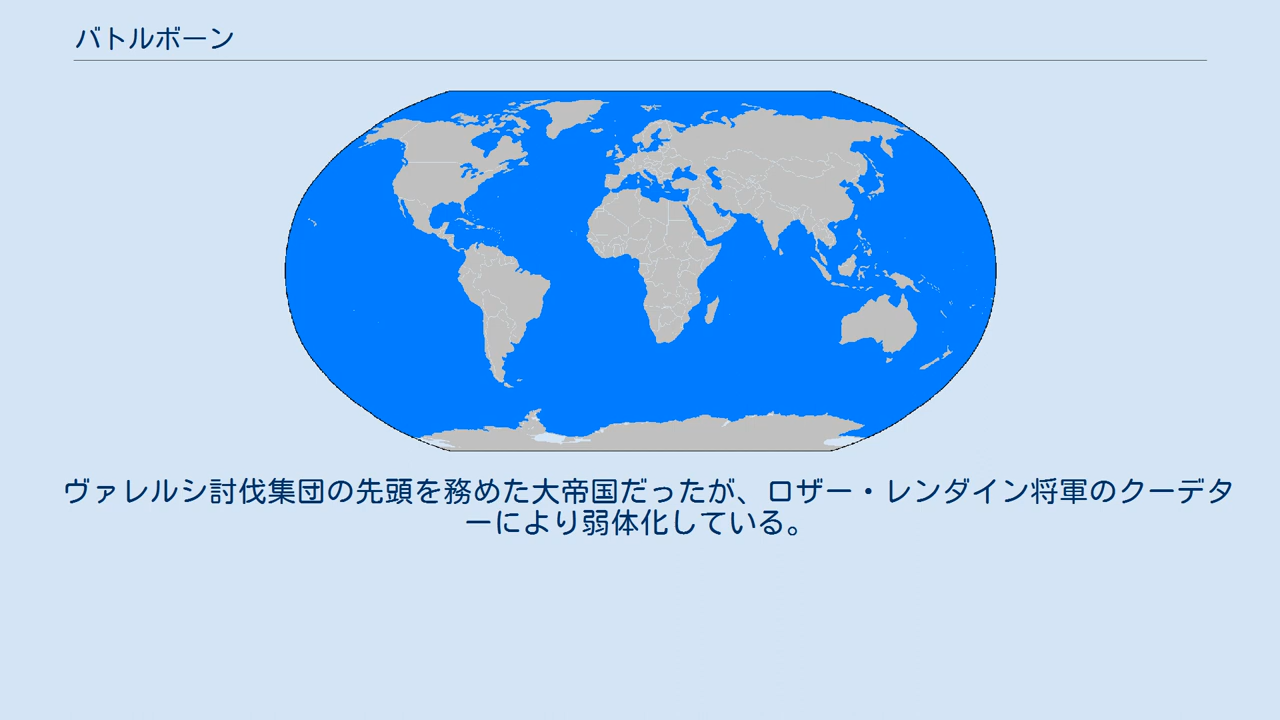 バトルボーン
ヴァレルシ討伐集団の先頭を務めた大帝国だったが、ロザー・レンダイン将軍のクーデタ
ーにより弱体化している。